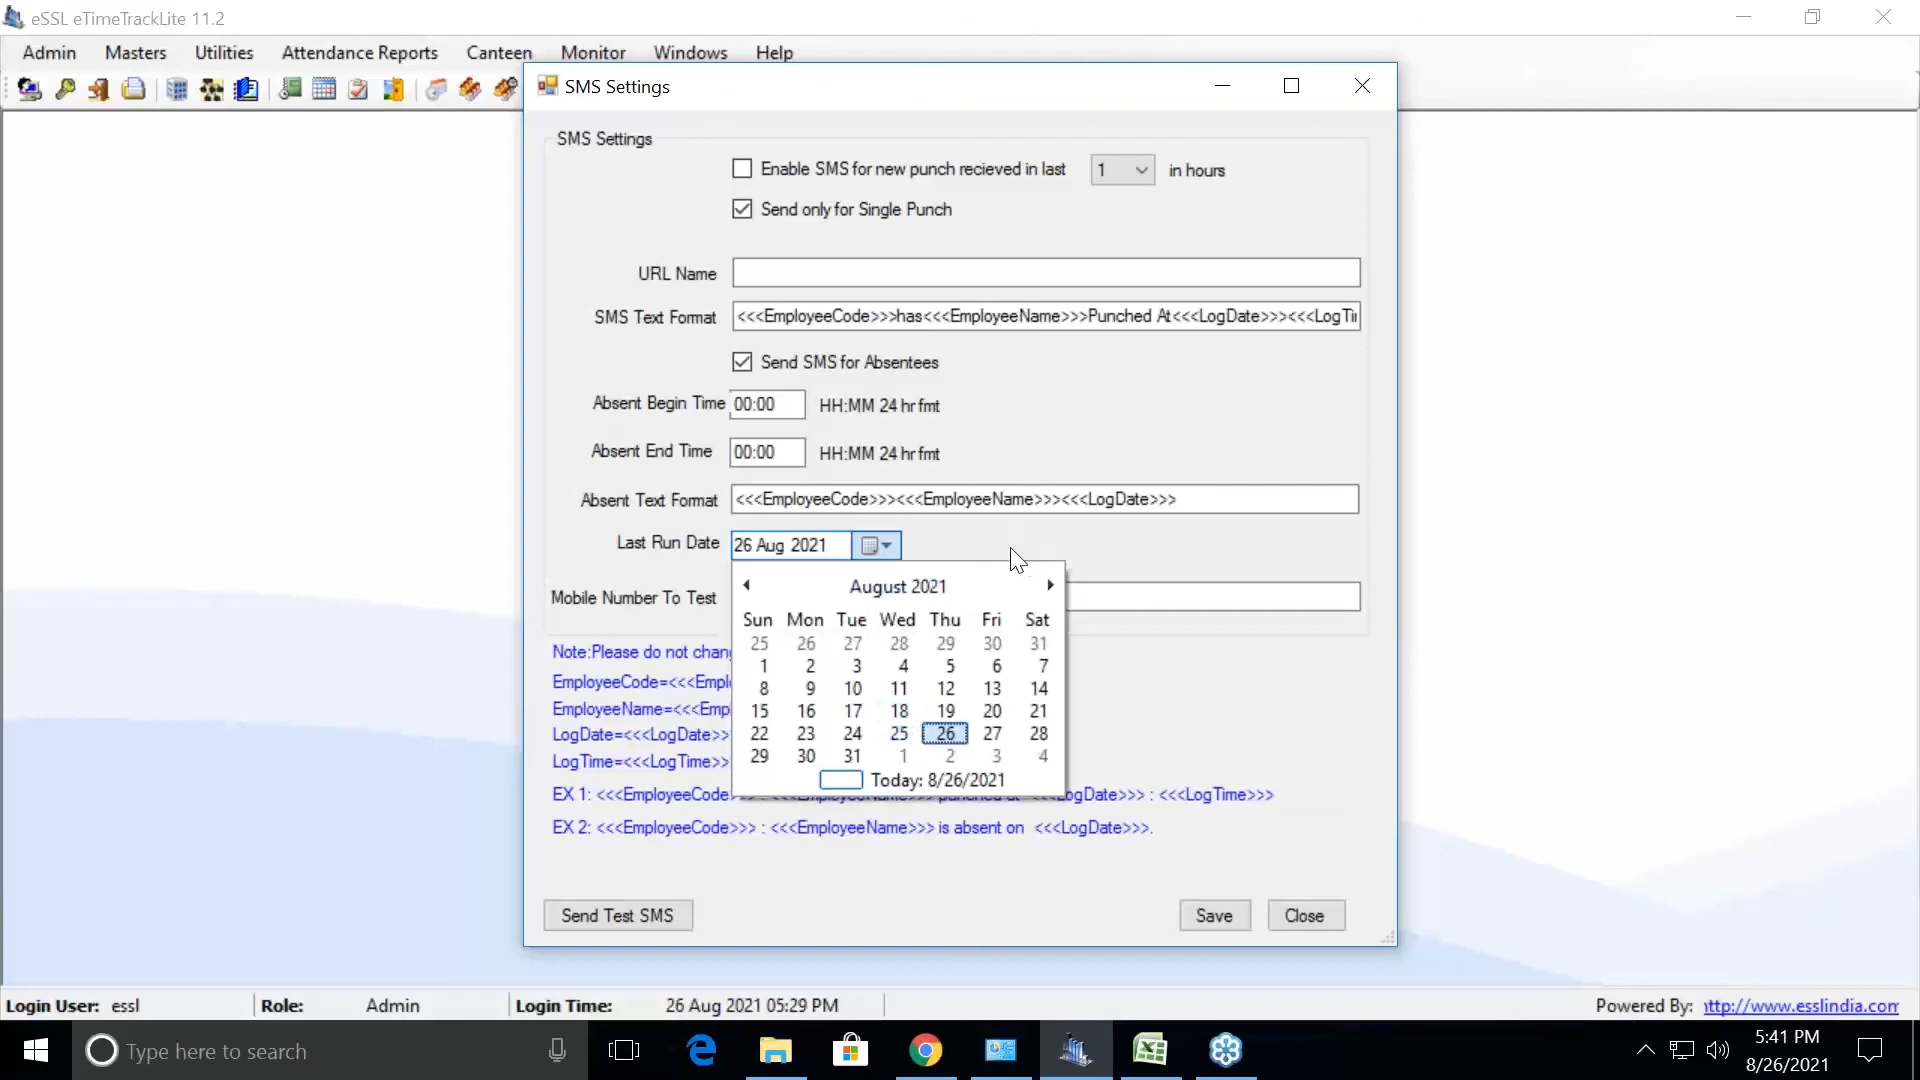 eSSL eTimeTrackLite 11.2
Admin Masters Utilities Attendance Reports Canteen Monitor Windows Help
SMS Settings
SMS Settings
Enable SMS for new punch recieved in last 1 in hours
Send only for Single Punch
URL Name
SMS Text Format <<<EmployeeCode>>>has<<<EmployeeName>>>Punched At<<<LogDate>>><<<LogTi
Send SMS for Absentees
Absent Begin Time 00:00 HH:MM 24 hr fmt
Absent End Time 00:00 HH:MM 24 hr fmt
Absent Text Format <<<EmployeeCode>>><<<EmployeeName>>><<<LogDate>>>
Last Run Date 26 Aug 2021
August 2021
Mobile Number To Test
Sun Mon Tue Wed Thu Fri Sat
25 26 27 28 29 30 31
1 2 3 4 5 6 7
8 9 10 11 12 13 14
15 16 17 18 19 20 21
22 23 24 25 26 27 28
29 30 31 1 2 3 4
Today: 8/26/2021
Note:Please do not chang
EmployeeCode=<<<Empl
EmployeeName=<<<Emp
LogDate=<<<LogDate>>>
LogTime=<<<LogTime>>>
EX 1: <<<EmployeeCode>>> : <<<EmployeeName>>> punched at <<<LogDate>>> : <<<LogTime>>>
EX 2: <<<EmployeeCode>>> : <<<EmployeeName>>> is absent on <<<LogDate>>>.
Send Test SMS Save Close
Login User: essl Role: Admin Login Time: 26 Aug 2021 05:29 PM Powered By: ttp://www.esslindia.com
Type here to search
5:41 PM
8/26/2021